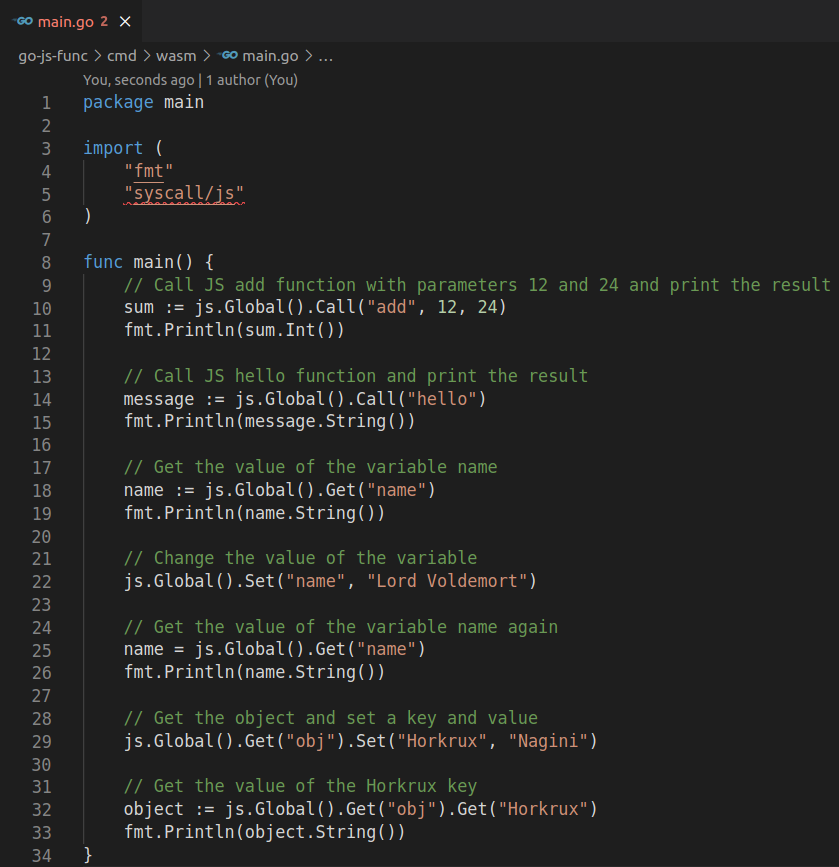 GO main.go 2 ×
go-js-func > cmd > wasm > GO main.go > ...
You, seconds ago | 1 author (You)
1 package main
2
3 import (
4 "fmt"
5 "syscall/js"
6 )
7
8 func main() {
9 // Call JS add function with parameters 12 and 24 and print the result
10 sum := js.Global().Call("add", 12, 24)
11 fmt.Println(sum.Int())
12
13 // Call JS hello function and print the result
14 message := js.Global().Call("hello")
15 fmt.Println(message.String())
16
17 // Get the value of the variable name
18 name := js.Global().Get("name")
19 fmt.Println(name.String())
20
21 // Change the value of the variable
22 js.Global().Set("name", "Lord Voldemort")
23
24 // Get the value of the variable name again
25 name = js.Global().Get("name")
26 fmt.Println(name.String())
27
28 // Get the object and set a key and value
29 js.Global().Get("obj").Set("Horkrux", "Nagini")
30
31 // Get the value of the Horkrux key
32 object := js.Global().Get("obj").Get("Horkrux")
33 fmt.Println(object.String())
34 }